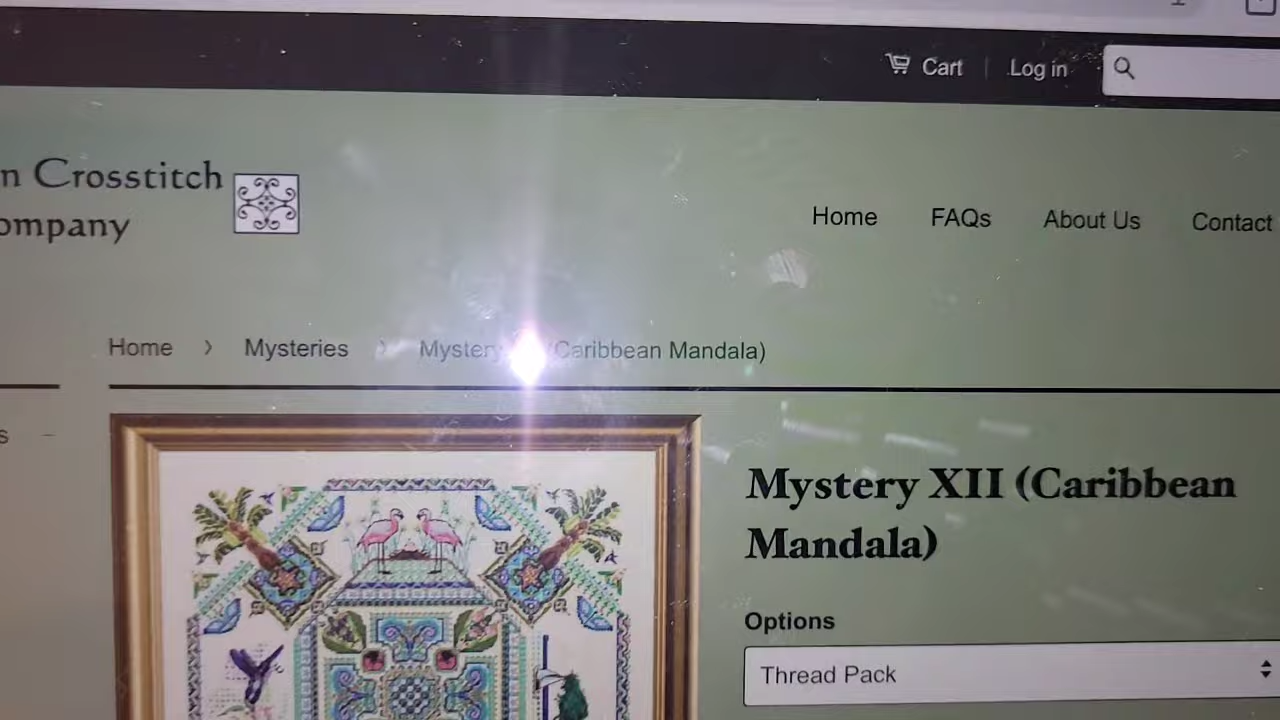 Cart | Log in
n Crosstitch
ompany
Home FAQs About Us Contact
Home > Mysteries > Mystery (Caribbean Mandala)
s
Mystery XII (Caribbean
Mandala)
Options
Thread Pack